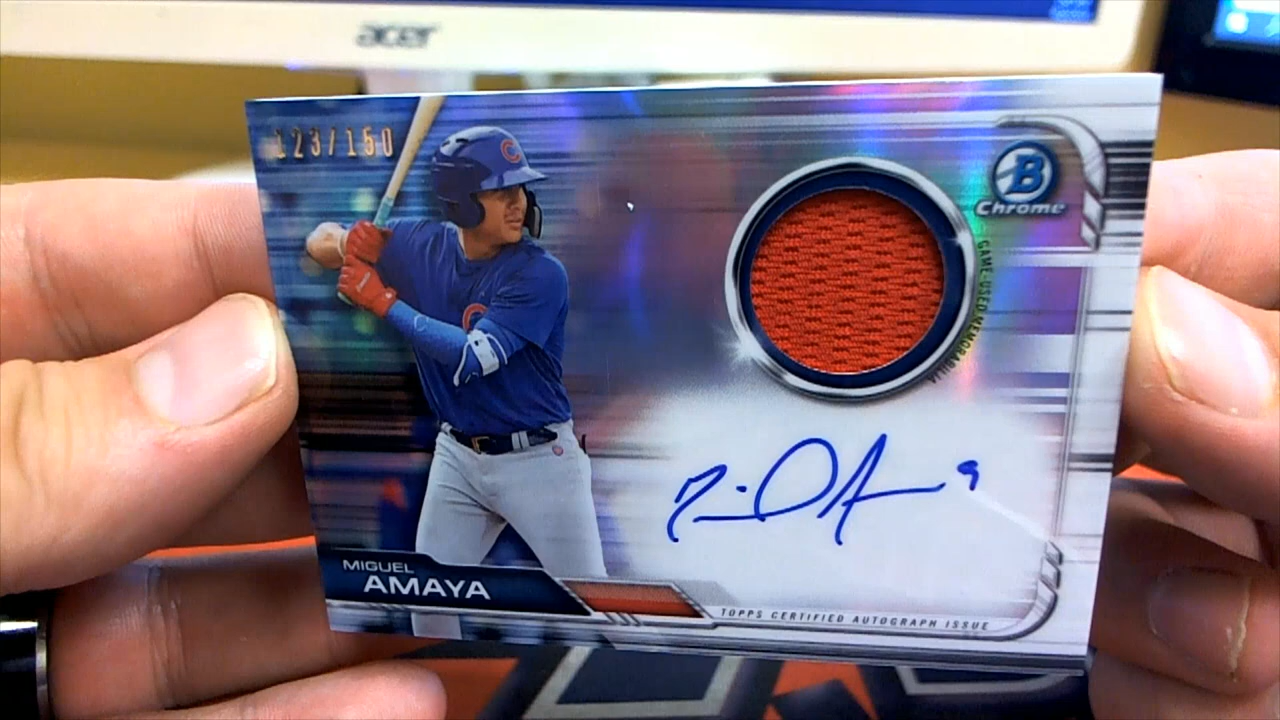 acer
123/150
B
Chrome
GAME-USED MEMORABILIA
MIGUEL
AMAYA
TOPPS CERTIFIED AUTOGRAPH ISSUE